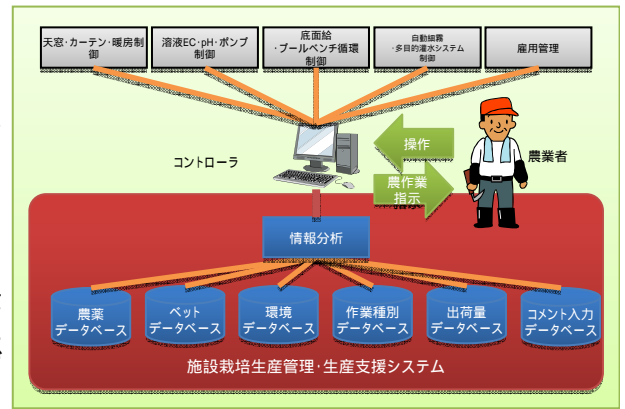 天窓・カーテン・暖房制
御
溶液EC・pH・ポンプ
制御
底面給
・プールベンチ循環
制御
自動細霧
・多目的灌水システム
制御
雇用管理
コントローラ
操作
農作業
指示
農業者
情報分析
農薬
データベース
ベット
データベース
環境
データベース
作業種別
データベース
出荷量
データベース
コメント入力
データベース
施設栽培生産管理・生産支援システム